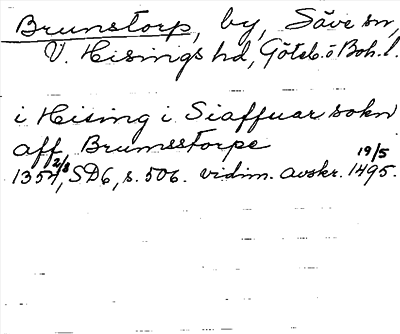 Brunstorp, by, Säve sn,
V. Hisings hd, Göteb. o Boh. l.
i Hising i Siaffuar sokn
aff Brumsstorpe
1354 2/8, SD6, s. 506. vidim. avskr. 19/5 1495.